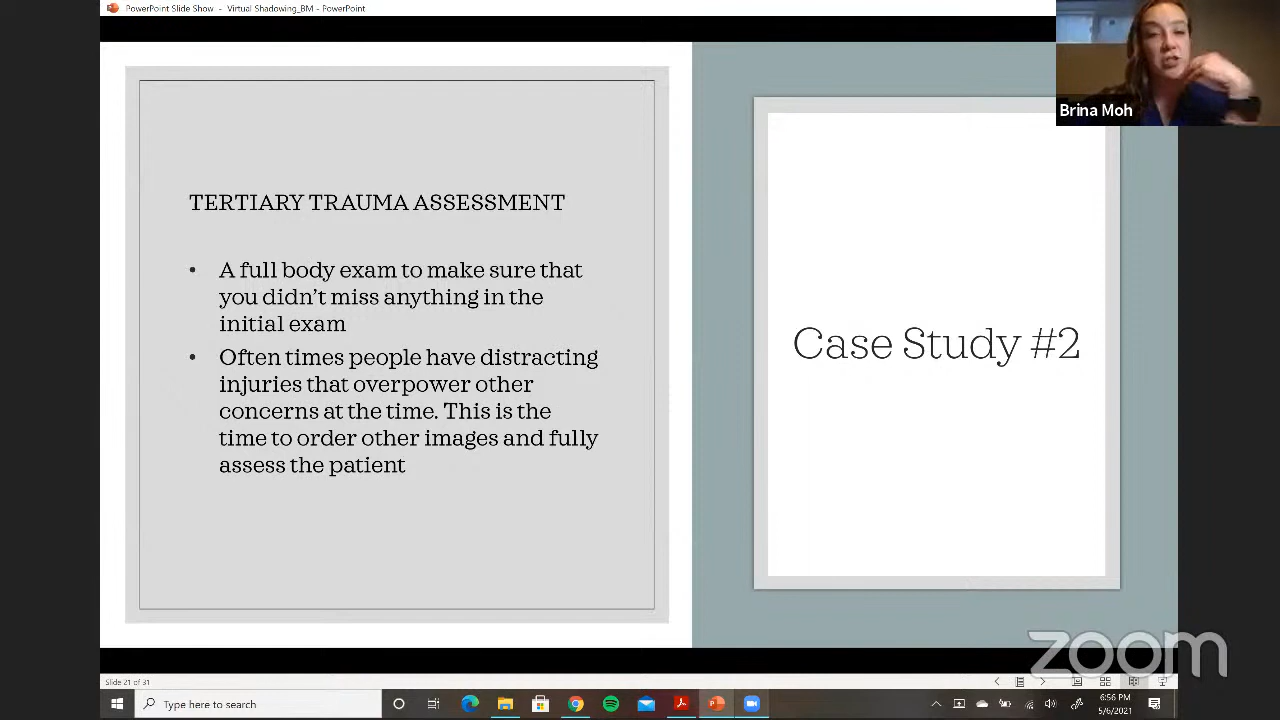 PowerPoint Slide Show - Virtual Shadowing_BM - PowerPoint
Brina Moh
TERTIARY TRAUMA ASSESSMENT
• A full body exam to make sure that
you didn't miss anything in the
initial exam
• Often times people have distracting
injuries that overpower other
concerns at the time. This is the
time to order other images and fully
assess the patient
Case Study #2
zoom
Slide 21 of 31
Type here to search
6:56 PM
5/6/2021